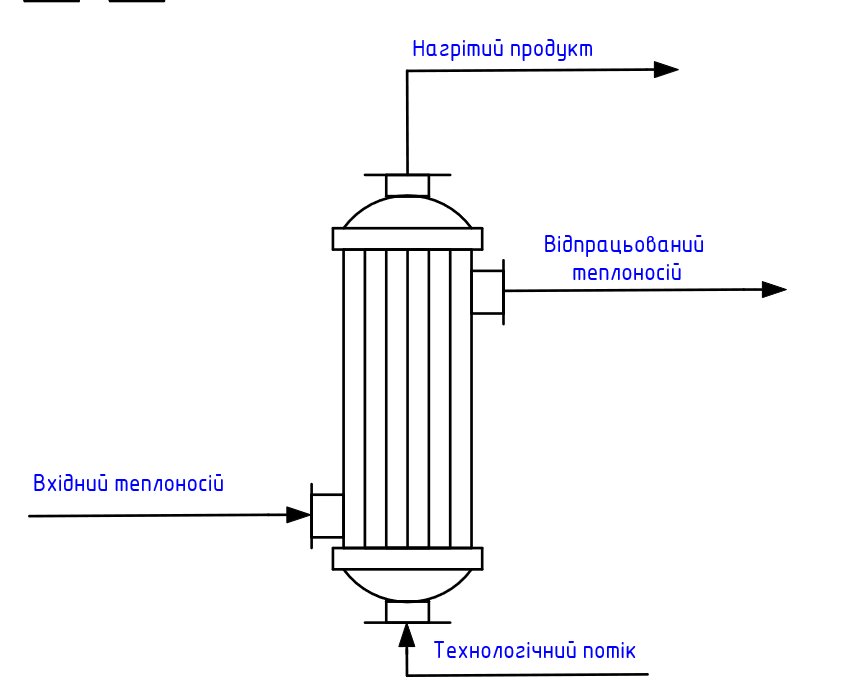 Нагрітий продукт
Відпрацьований
теплоносій
Вхідний теплоносій
Технологічний потік